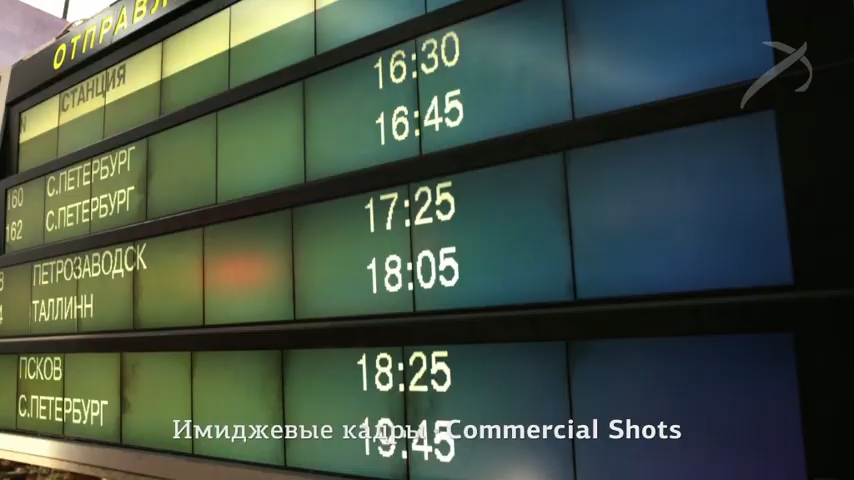 ОТПРАВЛ
N СТАНЦИЯ
16:30
16:45
160 С.ПЕТЕРБУРГ 17:25
162 С.ПЕТЕРБУРГ 18:05
ПЕТРОЗАВОДСК 18:25
ТАЛЛИНН 19:45
ПСКОВ
С.ПЕТЕРБУРГ
Имиджевые кадры · Commercial Shots